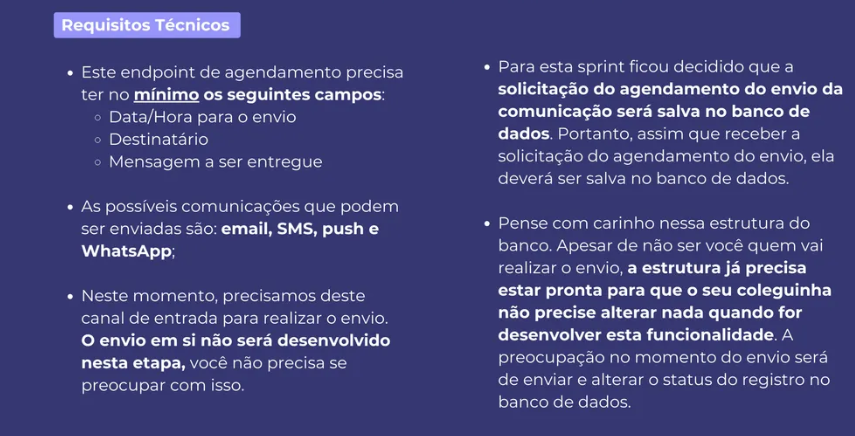 Requisitos Técnicos
Este endpoint de agendamento precisa
ter no mínimo os seguintes campos:
Data/Hora para o envio
Destinatário
Mensagem a ser entregue
As possíveis comunicações que podem
ser enviadas são: email, SMS, push e
WhatsApp;
Neste momento, precisamos deste
canal de entrada para realizar o envio.
O envio em si não será desenvolvido
nesta etapa, você não precisa se
preocupar com isso.
Para esta sprint ficou decidido que a
solicitação do agendamento do envio da
comunicação será salva no banco de
dados. Portanto, assim que receber a
solicitação do agendamento do envio, ela
deverá ser salva no banco de dados.
Pense com carinho nessa estrutura do
banco. Apesar de não ser você quem vai
realizar o envio, a estrutura já precisa
estar pronta para que o seu coleguinha
não precise alterar nada quando for
desenvolver esta funcionalidade. A
preocupação no momento do envio será
de enviar e alterar o status do registro no
banco de dados.